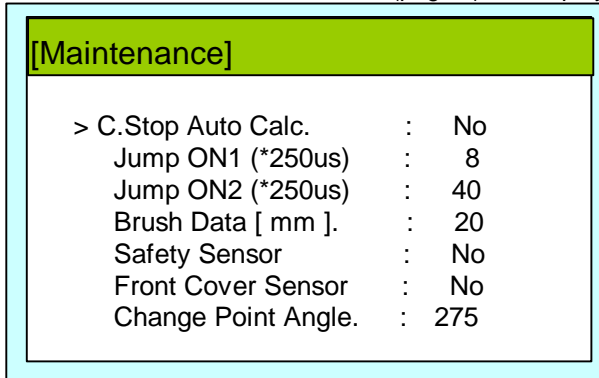 [Maintenance]
> C.Stop Auto Calc. : No
Jump ON1 (*250us) : 8
Jump ON2 (*250us) : 40
Brush Data [ mm ]. : 20
Safety Sensor : No
Front Cover Sensor : No
Change Point Angle. : 275